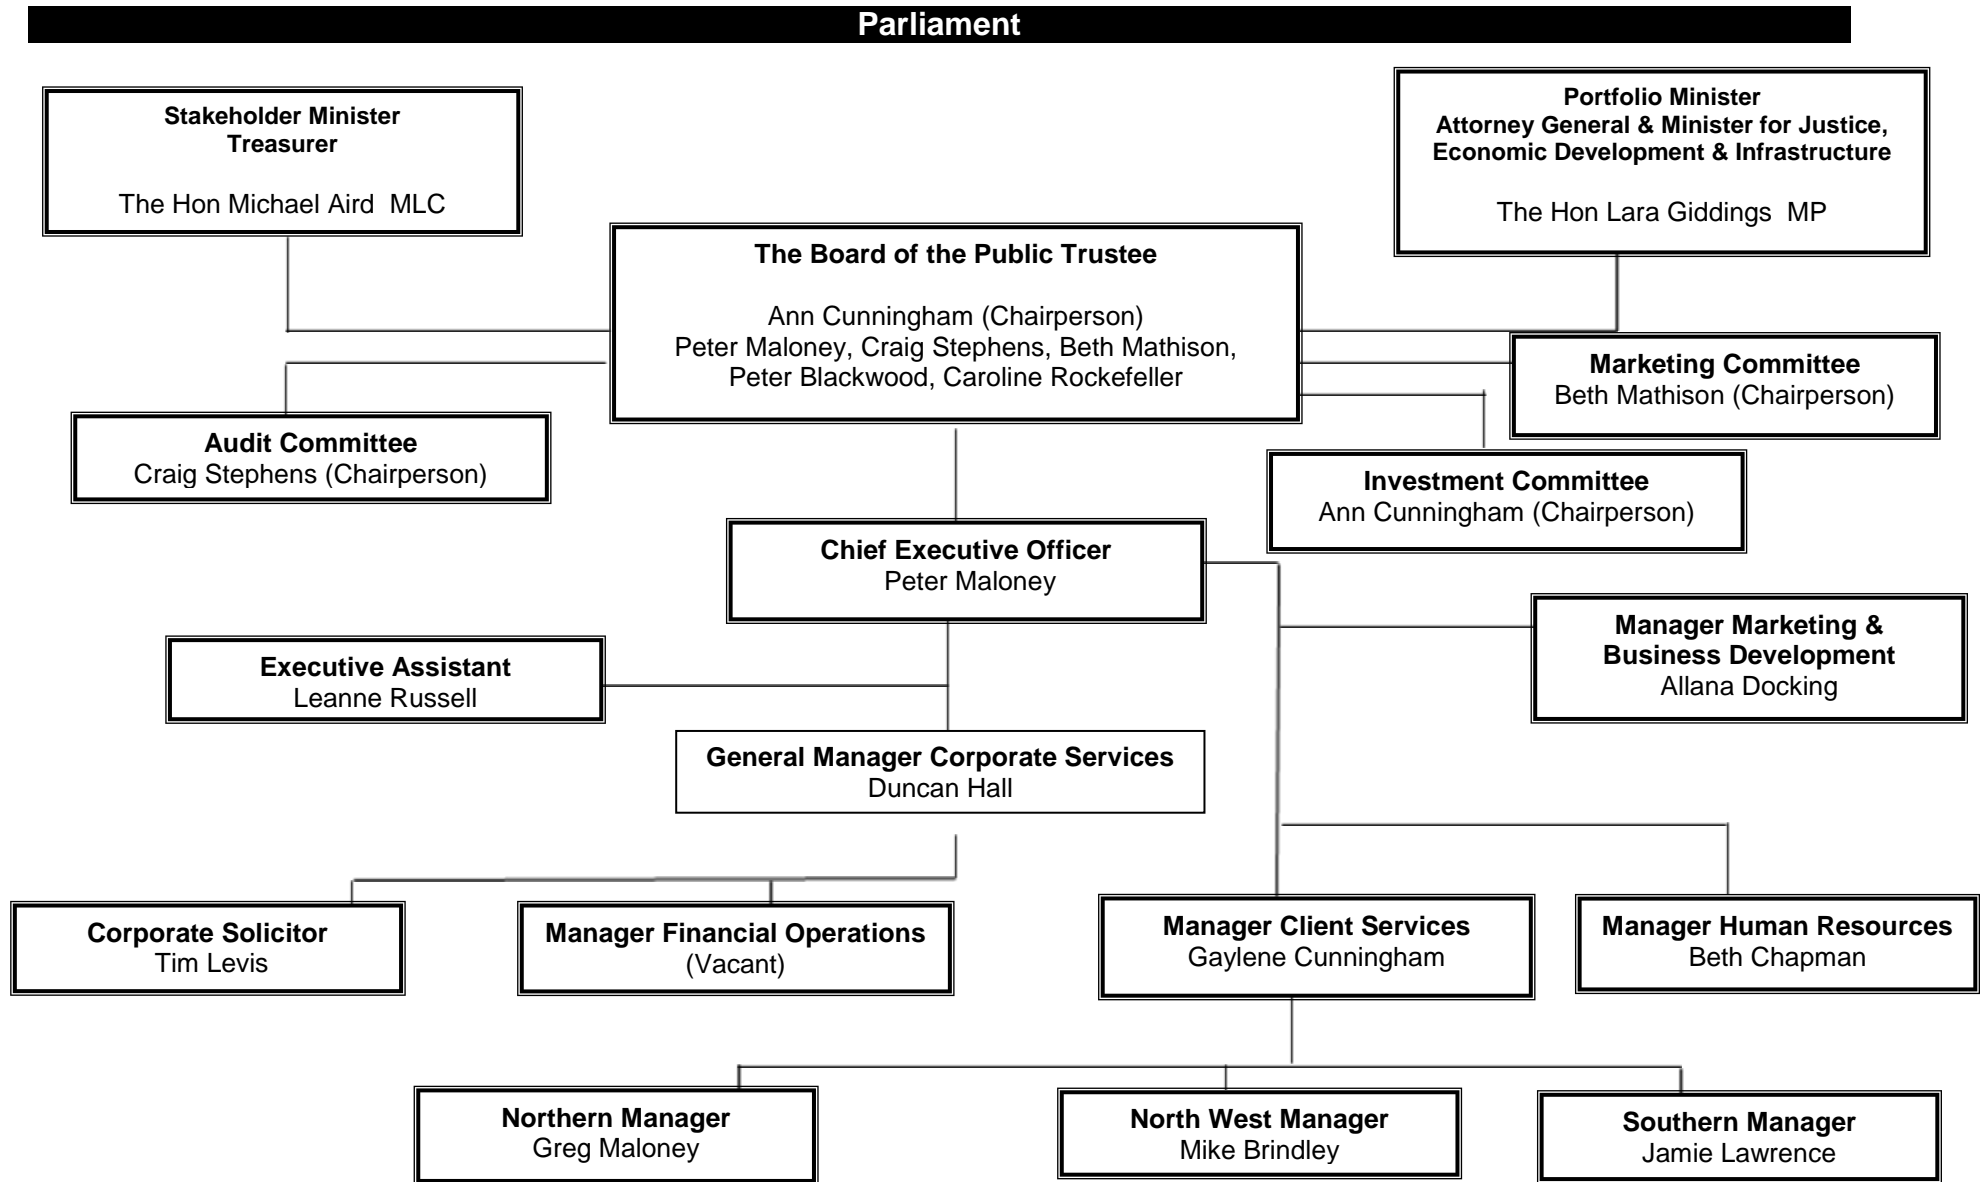 Parliament
Stakeholder Minister
Treasurer
The Hon Michael Aird MLC
Portfolio Minister
Attorney General & Minister for Justice,
Economic Development & Infrastructure
The Hon Lara Giddings MP
The Board of the Public Trustee
Ann Cunningham (Chairperson)
Peter Maloney, Craig Stephens, Beth Mathison,
Peter Blackwood, Caroline Rockefeller
Marketing Committee
Beth Mathison (Chairperson)
Audit Committee
Craig Stephens (Chairperson)
Investment Committee
Ann Cunningham (Chairperson)
Chief Executive Officer
Peter Maloney
Manager Marketing &
Business Development
Allana Docking
Executive Assistant
Leanne Russell
General Manager Corporate Services
Duncan Hall
Corporate Solicitor
Tim Levis
Manager Financial Operations
(Vacant)
Manager Client Services
Gaylene Cunningham
Manager Human Resources
Beth Chapman
Northern Manager
Greg Maloney
North West Manager
Mike Brindley
Southern Manager
Jamie Lawrence